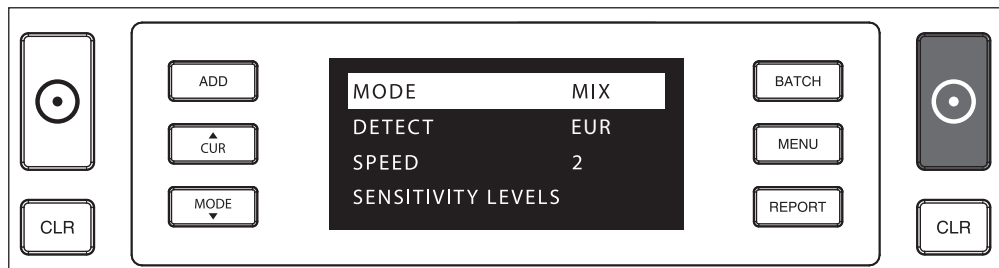 CLR
ADD
CUR
MODE
MODE MIX
DETECT EUR
SPEED 2
SENSITIVITY LEVELS
BATCH
MENU
REPORT
CLR